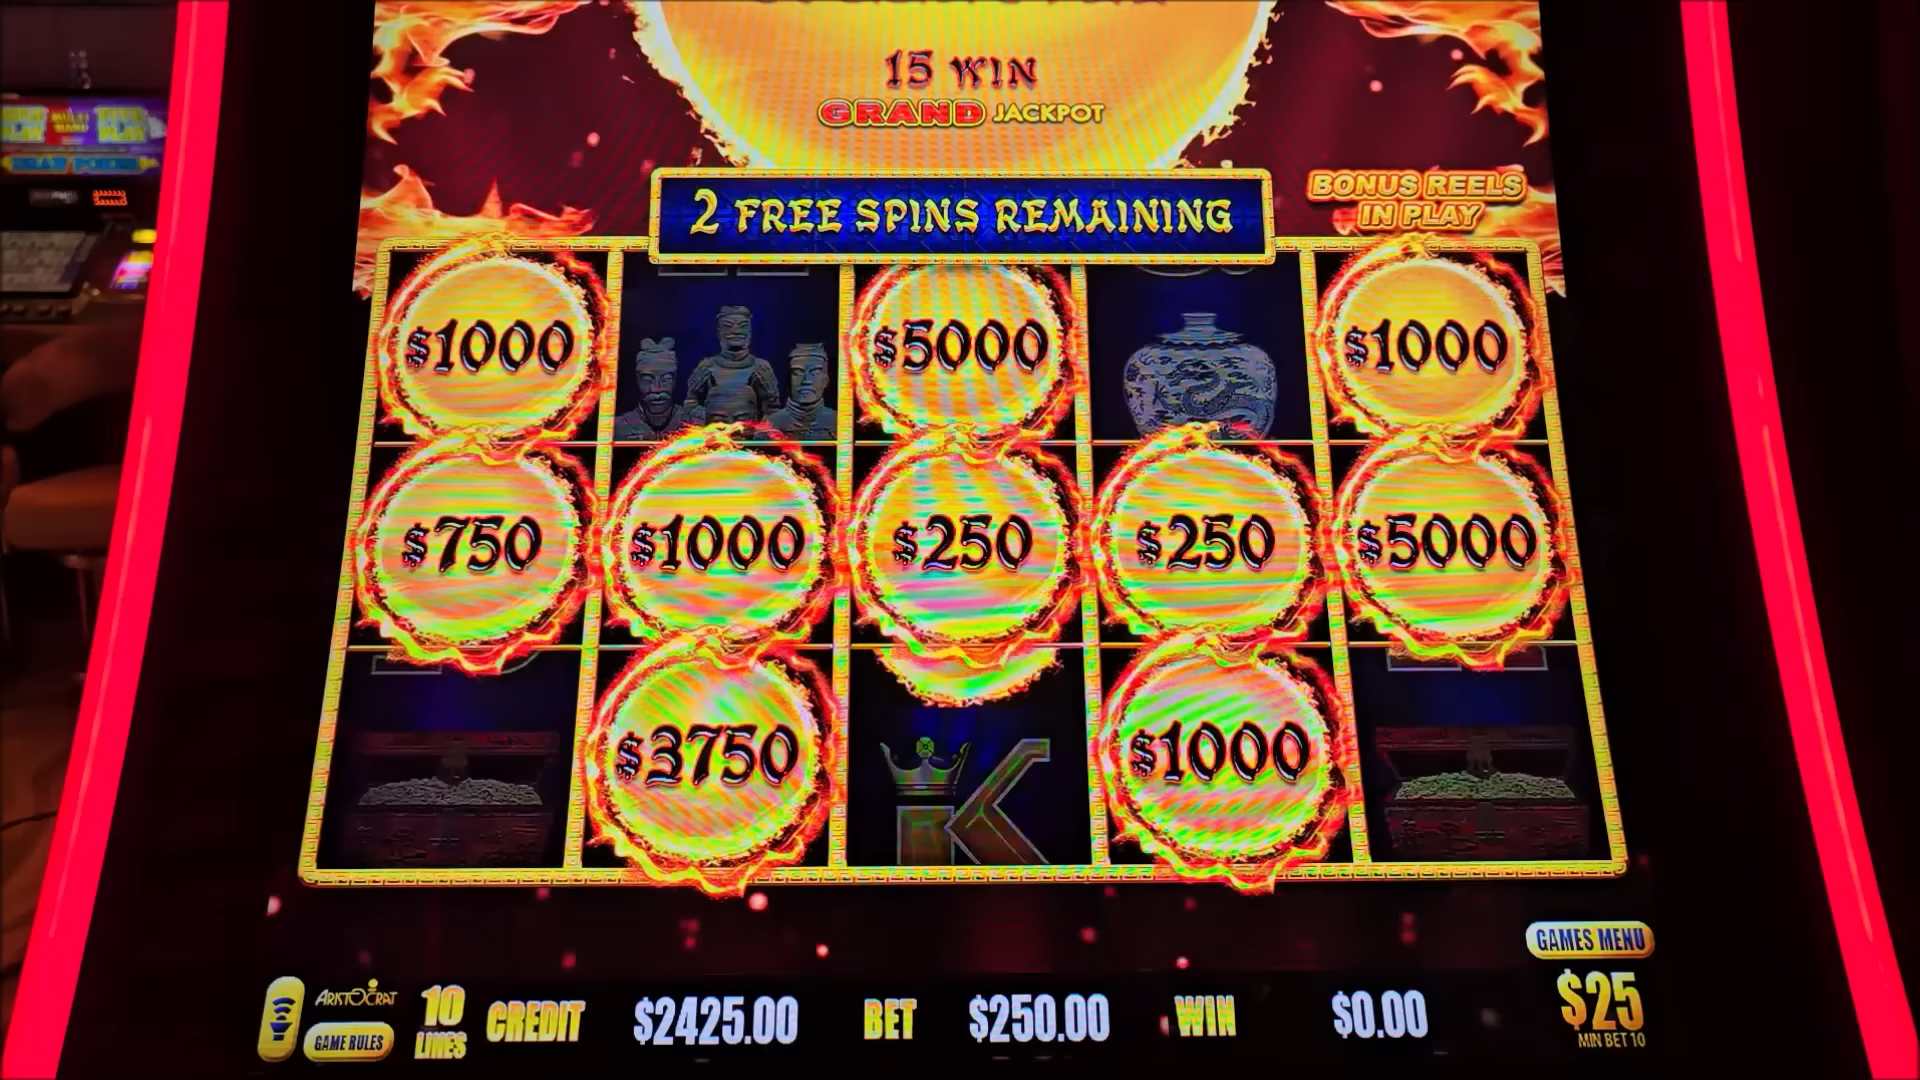 15 WIN
GRAND JACKPOT
2 FREE SPINS REMAINING
BONUS REELS
IN PLAY
$1000
$5000
$1000
$750
$1000
$250
$250
$5000
$3750
K
$1000
GAMES MENU
ARISTOCRAT
GAME RULES
10
LINES
CREDIT
$2425.00
BET
$250.00
WIN
$0.00
$25
MIN BET 10